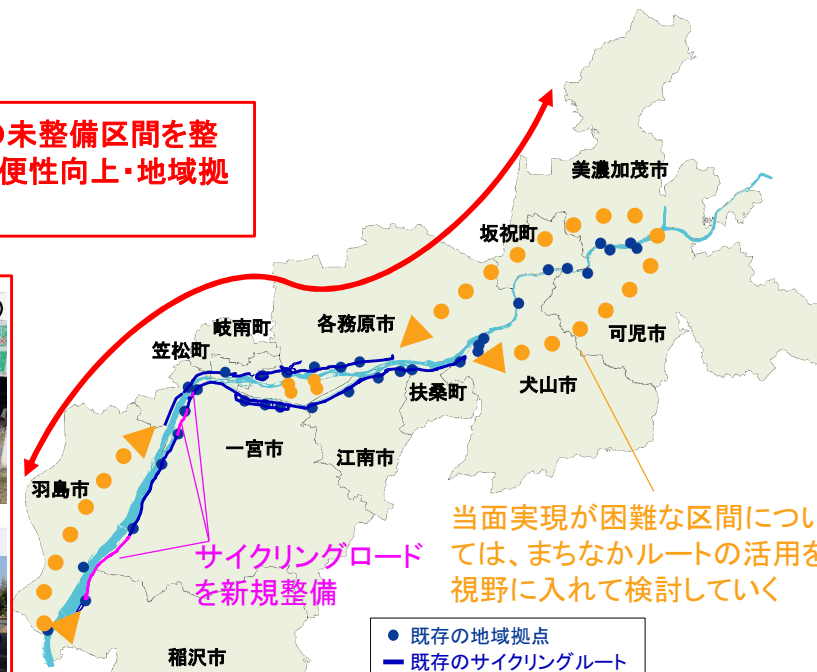 の未整備区間を整
便性向上・地域拠
)
美濃加茂市
坂祝町
各務原市
岐南町
笠松町
可児市
犬山市
扶桑町
一宮市
江南市
羽島市
当面実現が困難な区間につい
ては、まちなかルートの活用を
視野に入れて検討していく
サイクリングロード
を新規整備
稲沢市
既存の地域拠点
既存のサイクリングルート